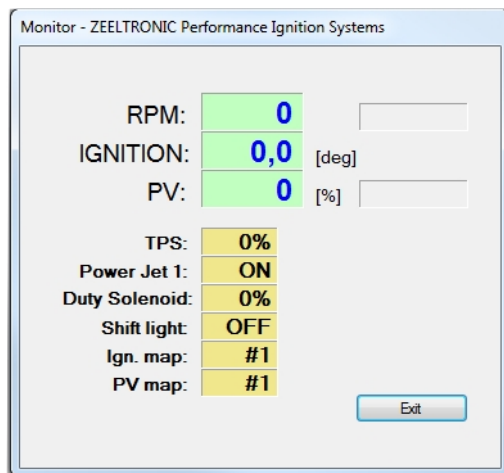 Monitor - ZEELTRONIC Performance Ignition Systems
RPM: 0
IGNITION: 0,0 [deg]
PV: 0 [%]
TPS: 0%
Power Jet 1: ON
Duty Solenoid: 0%
Shift light: OFF
Ign. map: #1
PV map: #1
Exit